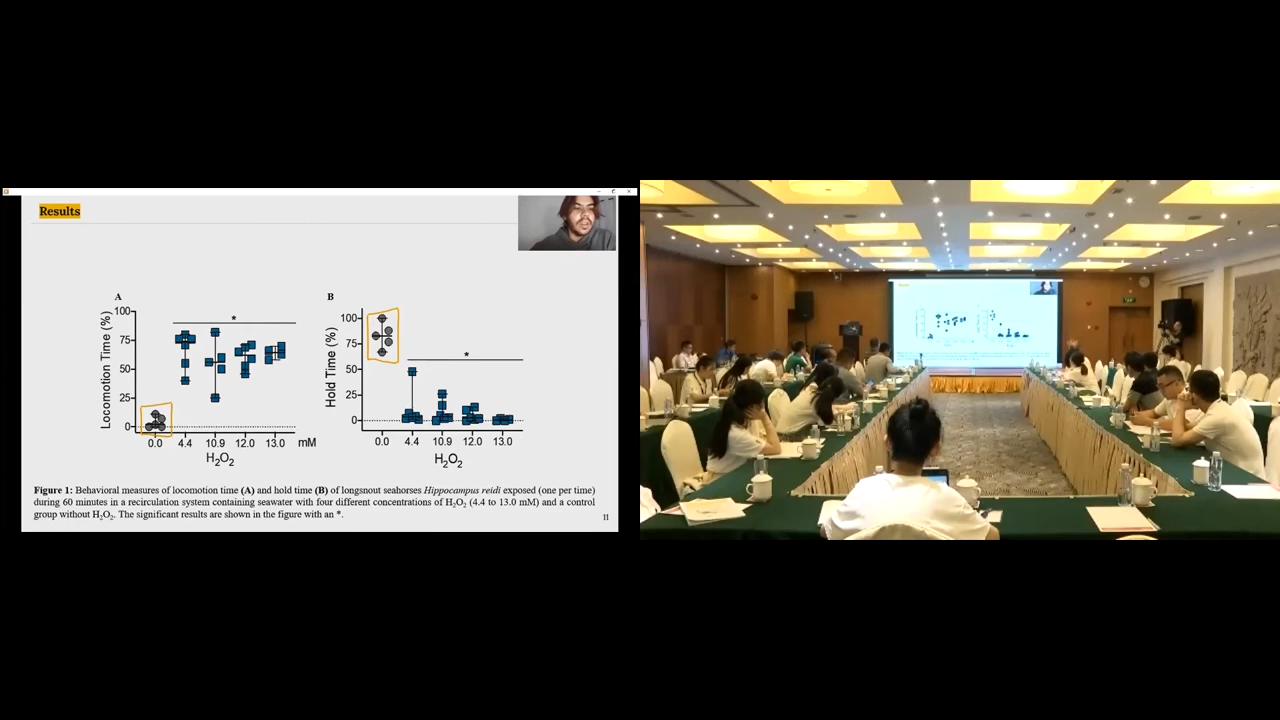 Results
A
B
Locomotion Time (%)
100
75
50
25
0
*
0.0 4.4 10.9 12.0 13.0 mM
H₂O₂
Hold Time (%)
100
75
50
25
0
*
0.0 4.4 10.9 12.0 13.0
H₂O₂
Figure 1: Behavioral measures of locomotion time (A) and hold time (B) of longsnout seahorses Hippocampus reidi exposed (one per time)
during 60 minutes in a recirculation system containing seawater with four different concentrations of H₂O₂ (4.4 to 13.0 mM) and a control
group without H₂O₂. The significant results are shown in the figure with an *.
11